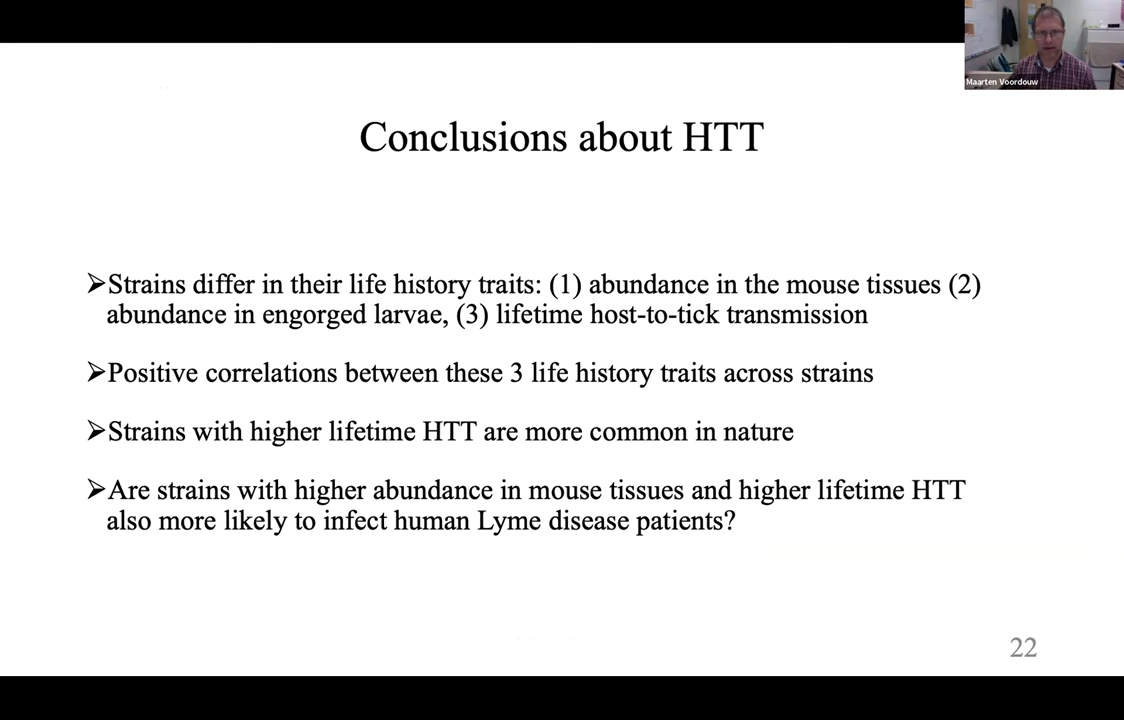 Maarten Voordouw
Conclusions about HTT
➢Strains differ in their life history traits: (1) abundance in the mouse tissues (2)
abundance in engorged larvae, (3) lifetime host-to-tick transmission
➢Positive correlations between these 3 life history traits across strains
➢Strains with higher lifetime HTT are more common in nature
➢Are strains with higher abundance in mouse tissues and higher lifetime HTT
also more likely to infect human Lyme disease patients?
22